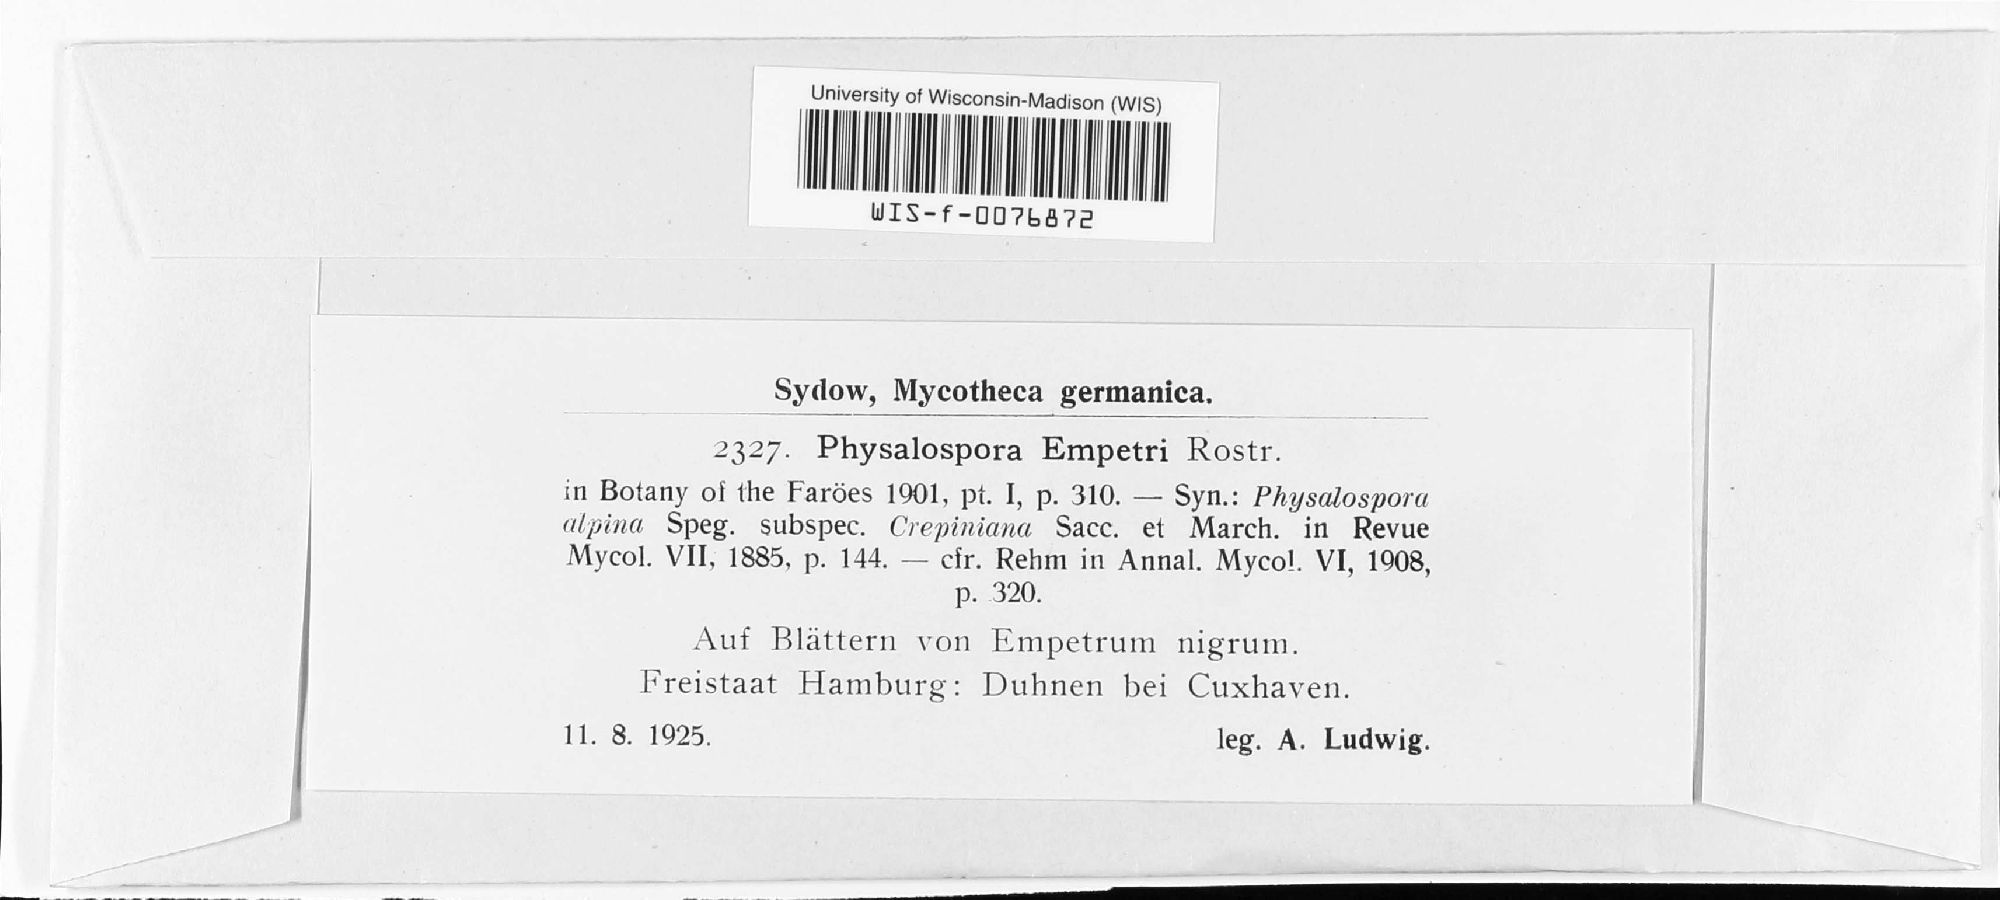 University of Wisconsin-Madison (WIS)
WIS-f-0076872
Sydow, Mycotheca germanica.
2327. Physalospora Empetri Rostr.
in Botany of the Faröes 1901, pt. I, p. 310. — Syn.: Physalospora
alpina Speg. subspec. Crepiniana Sacc. et March. in Revue
Mycol. VII, 1885, p. 144. — cfr. Rehm in Annal. Mycol. VI, 1908,
p. 320.
Auf Blättern von Empetrum nigrum.
Freistaat Hamburg: Duhnen bei Cuxhaven.
11. 8. 1925. leg. A. Ludwig.